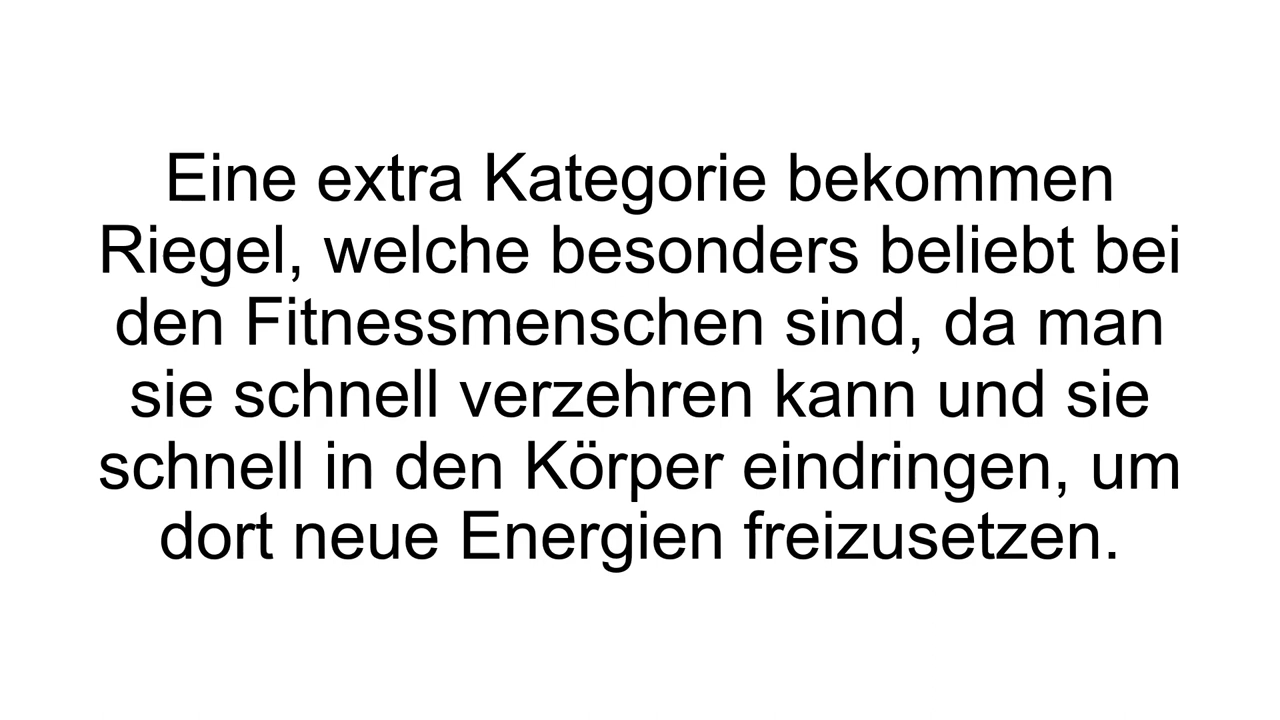 Eine extra Kategorie bekommen
Riegel, welche besonders beliebt bei
den Fitnessmenschen sind, da man
sie schnell verzehren kann und sie
schnell in den Körper eindringen, um
dort neue Energien freizusetzen.